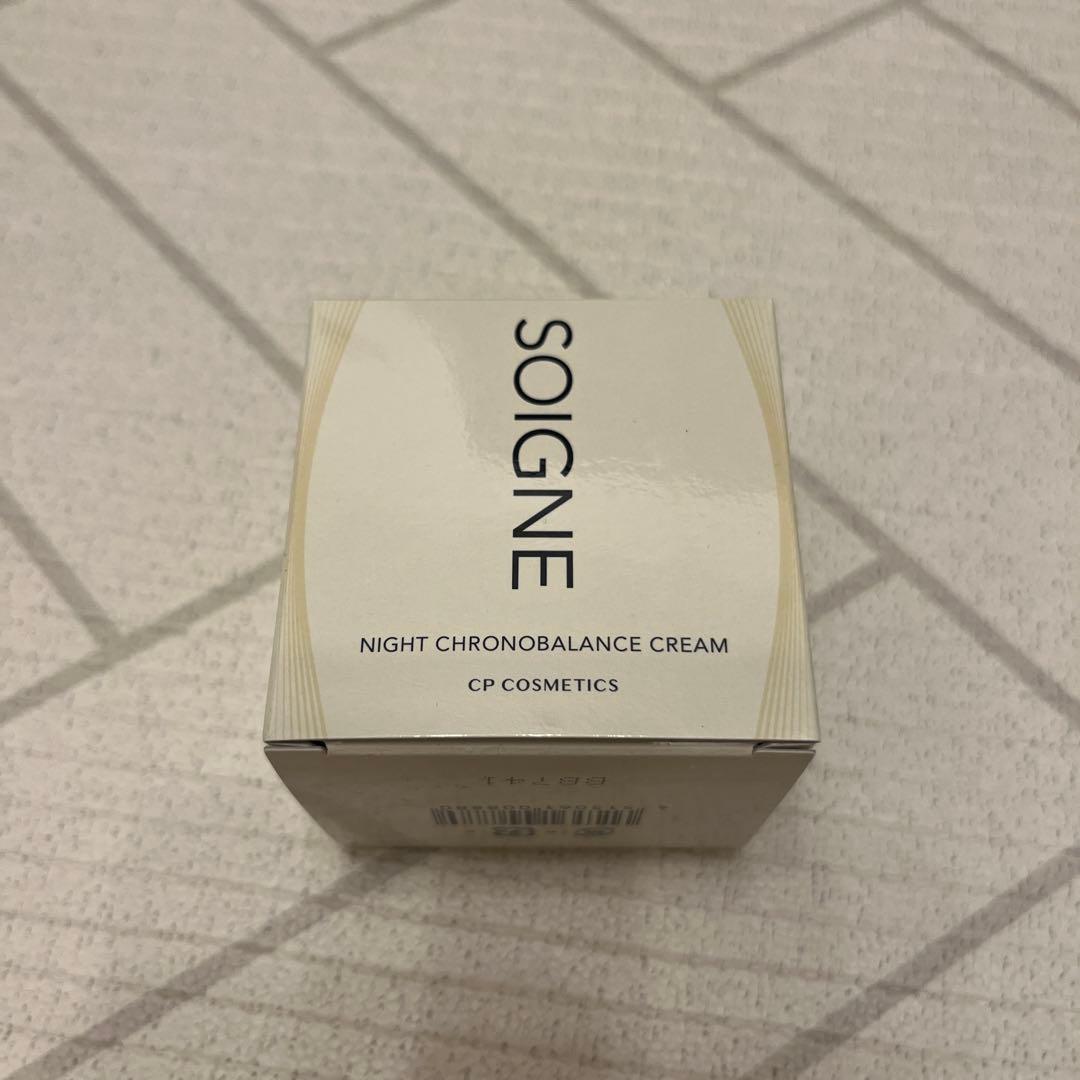 SOIGNE
NIGHT CHRONOBALANCE CREAM
CP COSMETICS